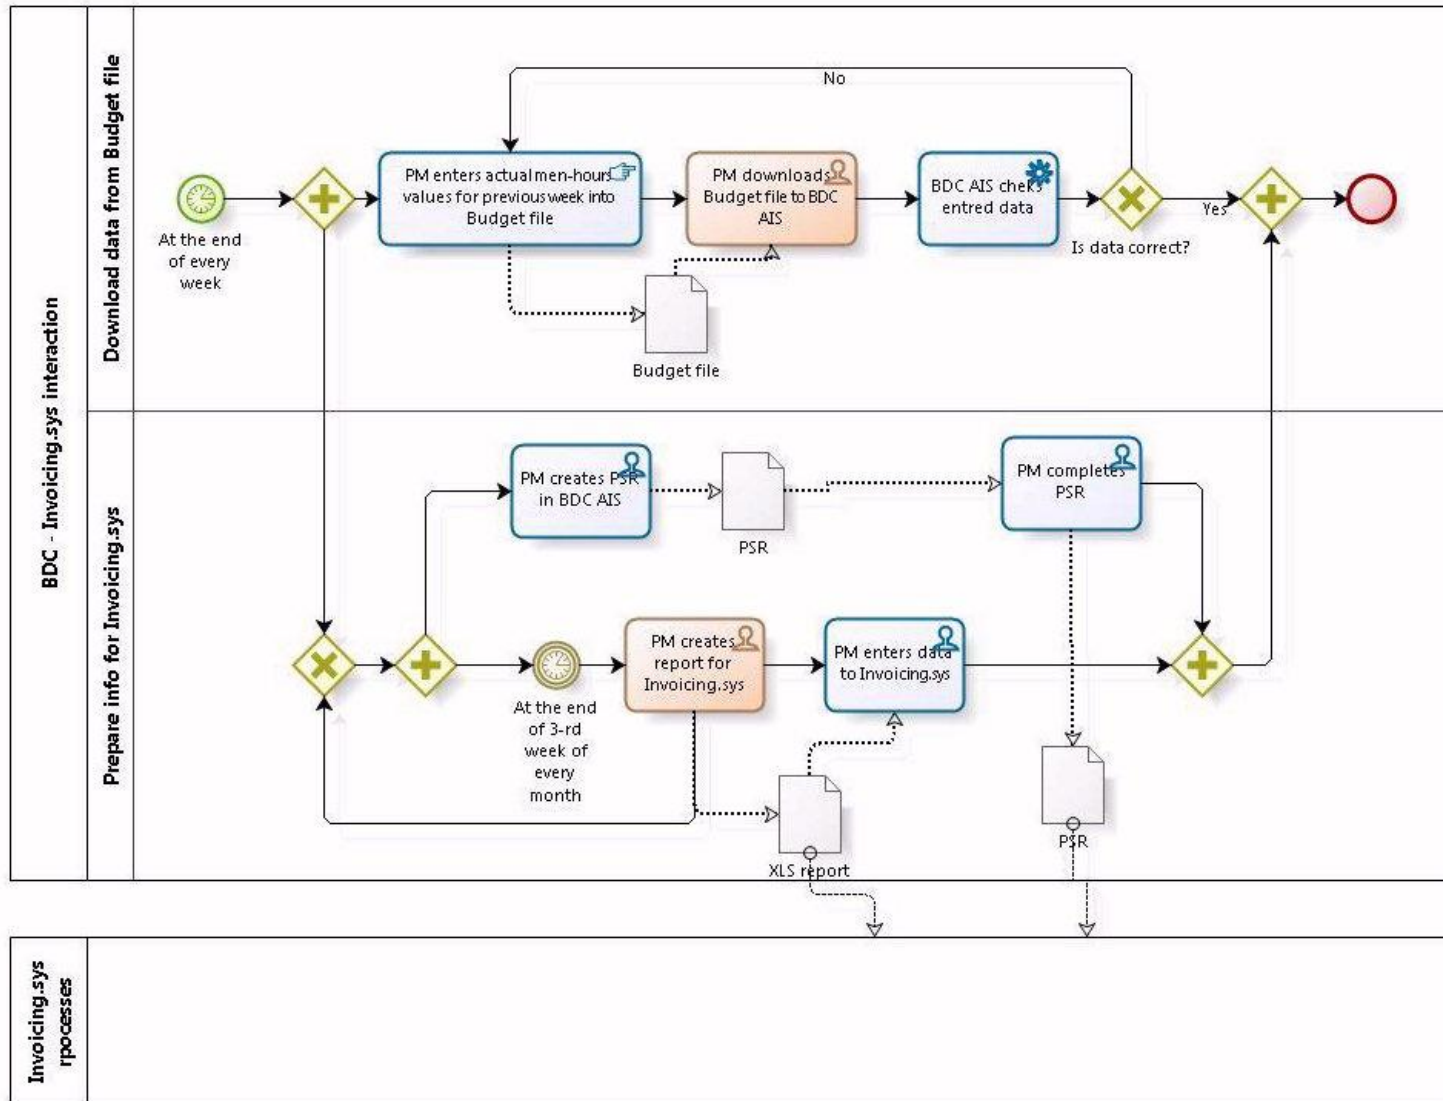 BDC - Invoicing.sys interaction
Download data from Budget file
No
PM enters actual men-hours
values for previous week into
Budget file
PM downloads
Budget file to BDC
AIS
BDC AIS cheks
entred data
Yes
Is data correct?
At the end
of every
week
Budget file
Prepare info for Invoicing.sys
PM creates PSR
in BDC AIS
PSR
PM completes
PSR
PM creates
report for
Invoicing.sys
PM enters data
to Invoicing.sys
At the end
of 3-rd
week of
every
month
XLS report
PSR
Invoicing.sys
rpocesses